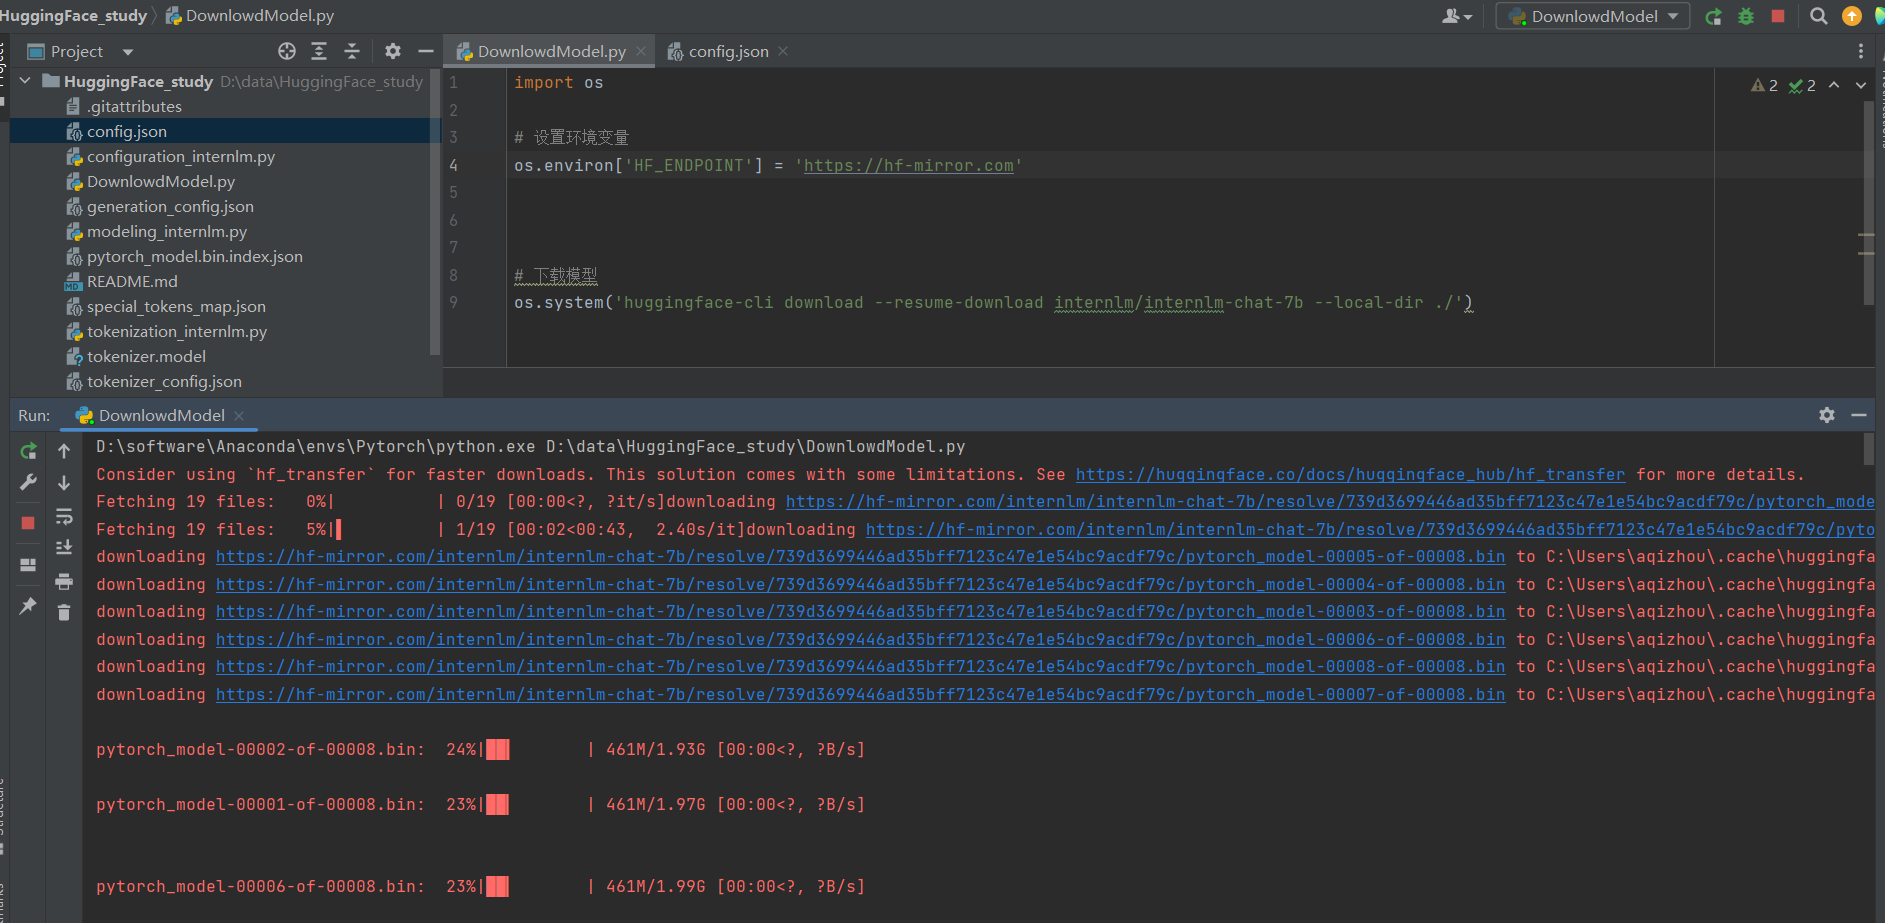 HuggingFace_study DownlowdModel.py
DownlowdModel
Project
DownlowdModel.py
config.json
HuggingFace_study D:\data\HuggingFace_study
.gitattributes
config.json
configuration_internlm.py
DownlowdModel.py
generation_config.json
modeling_internlm.py
pytorch_model.bin.index.json
README.md
special_tokens_map.json
tokenization_internlm.py
tokenizer.model
tokenizer_config.json
1 import os
2
3 # 设置环境变量
4 os.environ['HF_ENDPOINT'] = 'https://hf-mirror.com'
5
6
7
8 # 下载模型
9 os.system('huggingface-cli download --resume-download internlm/internlm-chat-7b --local-dir ./')
2 2
Run: DownlowdModel
D:\software\Anaconda\envs\Pytorch\python.exe D:\data\HuggingFace_study\DownlowdModel.py
Consider using `hf_transfer` for faster downloads. This solution comes with some limitations. See https://huggingface.co/docs/huggingface_hub/hf_transfer for more details.
Fetching 19 files: 0%| | 0/19 [00:00<?, ?it/s]downloading https://hf-mirror.com/internlm/internlm-chat-7b/resolve/739d3699446ad35bff7123c47e1e54bc9acdf79c/pytorch_mode
Fetching 19 files: 5%| | 1/19 [00:02<00:43, 2.40s/it]downloading https://hf-mirror.com/internlm/internlm-chat-7b/resolve/739d3699446ad35bff7123c47e1e54bc9acdf79c/pyto
downloading https://hf-mirror.com/internlm/internlm-chat-7b/resolve/739d3699446ad35bff7123c47e1e54bc9acdf79c/pytorch_model-00005-of-00008.bin to C:\Users\aqizhou\.cache\huggingfa
downloading https://hf-mirror.com/internlm/internlm-chat-7b/resolve/739d3699446ad35bff7123c47e1e54bc9acdf79c/pytorch_model-00004-of-00008.bin to C:\Users\aqizhou\.cache\huggingfa
downloading https://hf-mirror.com/internlm/internlm-chat-7b/resolve/739d3699446ad35bff7123c47e1e54bc9acdf79c/pytorch_model-00003-of-00008.bin to C:\Users\aqizhou\.cache\huggingfa
downloading https://hf-mirror.com/internlm/internlm-chat-7b/resolve/739d3699446ad35bff7123c47e1e54bc9acdf79c/pytorch_model-00006-of-00008.bin to C:\Users\aqizhou\.cache\huggingfa
downloading https://hf-mirror.com/internlm/internlm-chat-7b/resolve/739d3699446ad35bff7123c47e1e54bc9acdf79c/pytorch_model-00008-of-00008.bin to C:\Users\aqizhou\.cache\huggingfa
downloading https://hf-mirror.com/internlm/internlm-chat-7b/resolve/739d3699446ad35bff7123c47e1e54bc9acdf79c/pytorch_model-00007-of-00008.bin to C:\Users\aqizhou\.cache\huggingfa
pytorch_model-00002-of-00008.bin: 24%| | 461M/1.93G [00:00<?, ?B/s]
pytorch_model-00001-of-00008.bin: 23%| | 461M/1.97G [00:00<?, ?B/s]
pytorch_model-00006-of-00008.bin: 23%| | 461M/1.99G [00:00<?, ?B/s]